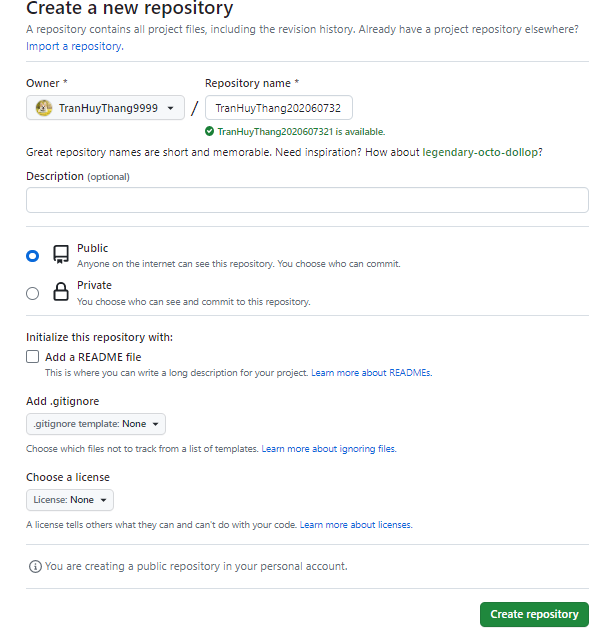 Create a new repository
A repository contains all project files, including the revision history. Already have a project repository elsewhere?
Import a repository.
Owner * Repository name *
TranHuyThang9999 / TranHuyThang202060732
TranHuyThang2020607321 is available.
Great repository names are short and memorable. Need inspiration? How about legendary-octo-dollop?
Description (optional)
Public
Anyone on the internet can see this repository. You choose who can commit.
Private
You choose who can see and commit to this repository.
Initialize this repository with:
Add a README file
This is where you can write a long description for your project. Learn more about READMEs.
Add .gitignore
.gitignore template: None
Choose which files not to track from a list of templates. Learn more about ignoring files.
Choose a license
License: None
A license tells others what they can and can't do with your code. Learn more about licenses.
You are creating a public repository in your personal account.
Create repository